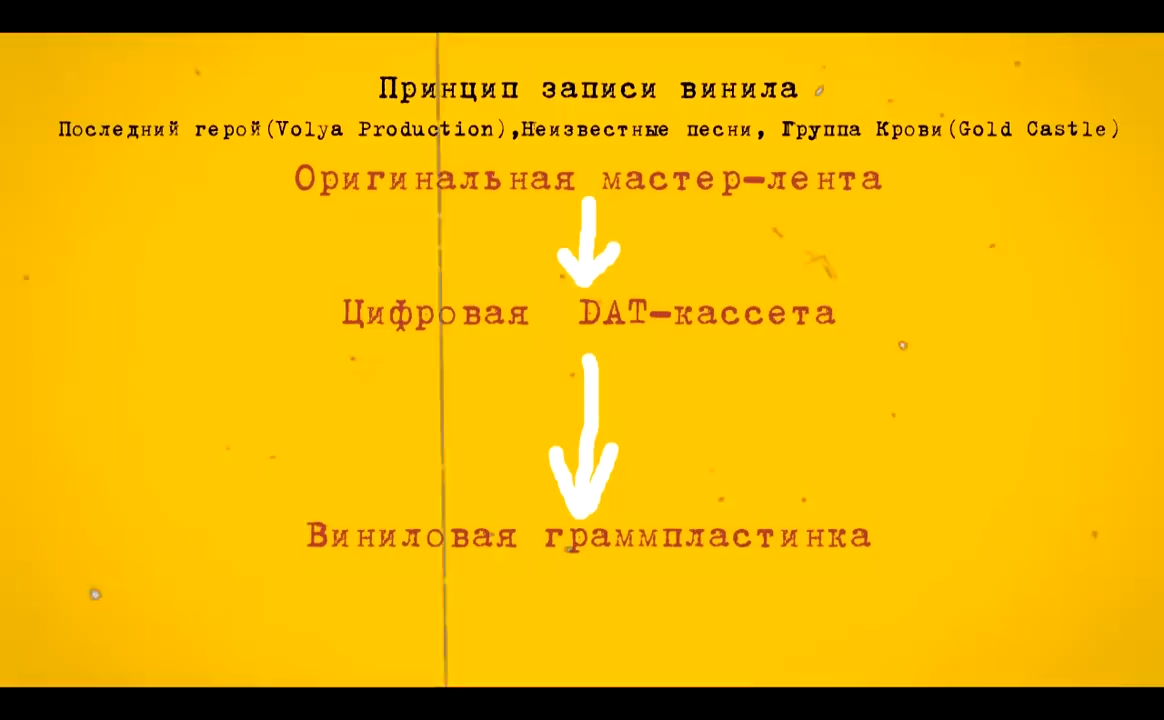 Принцип записи винила
Последний герой(Volya Production),Неизвестные песни, Группа Крови(Gold Castle)
Оригинальная мастер-лента
Цифровая DAT-кассета
Виниловая граммпластинка